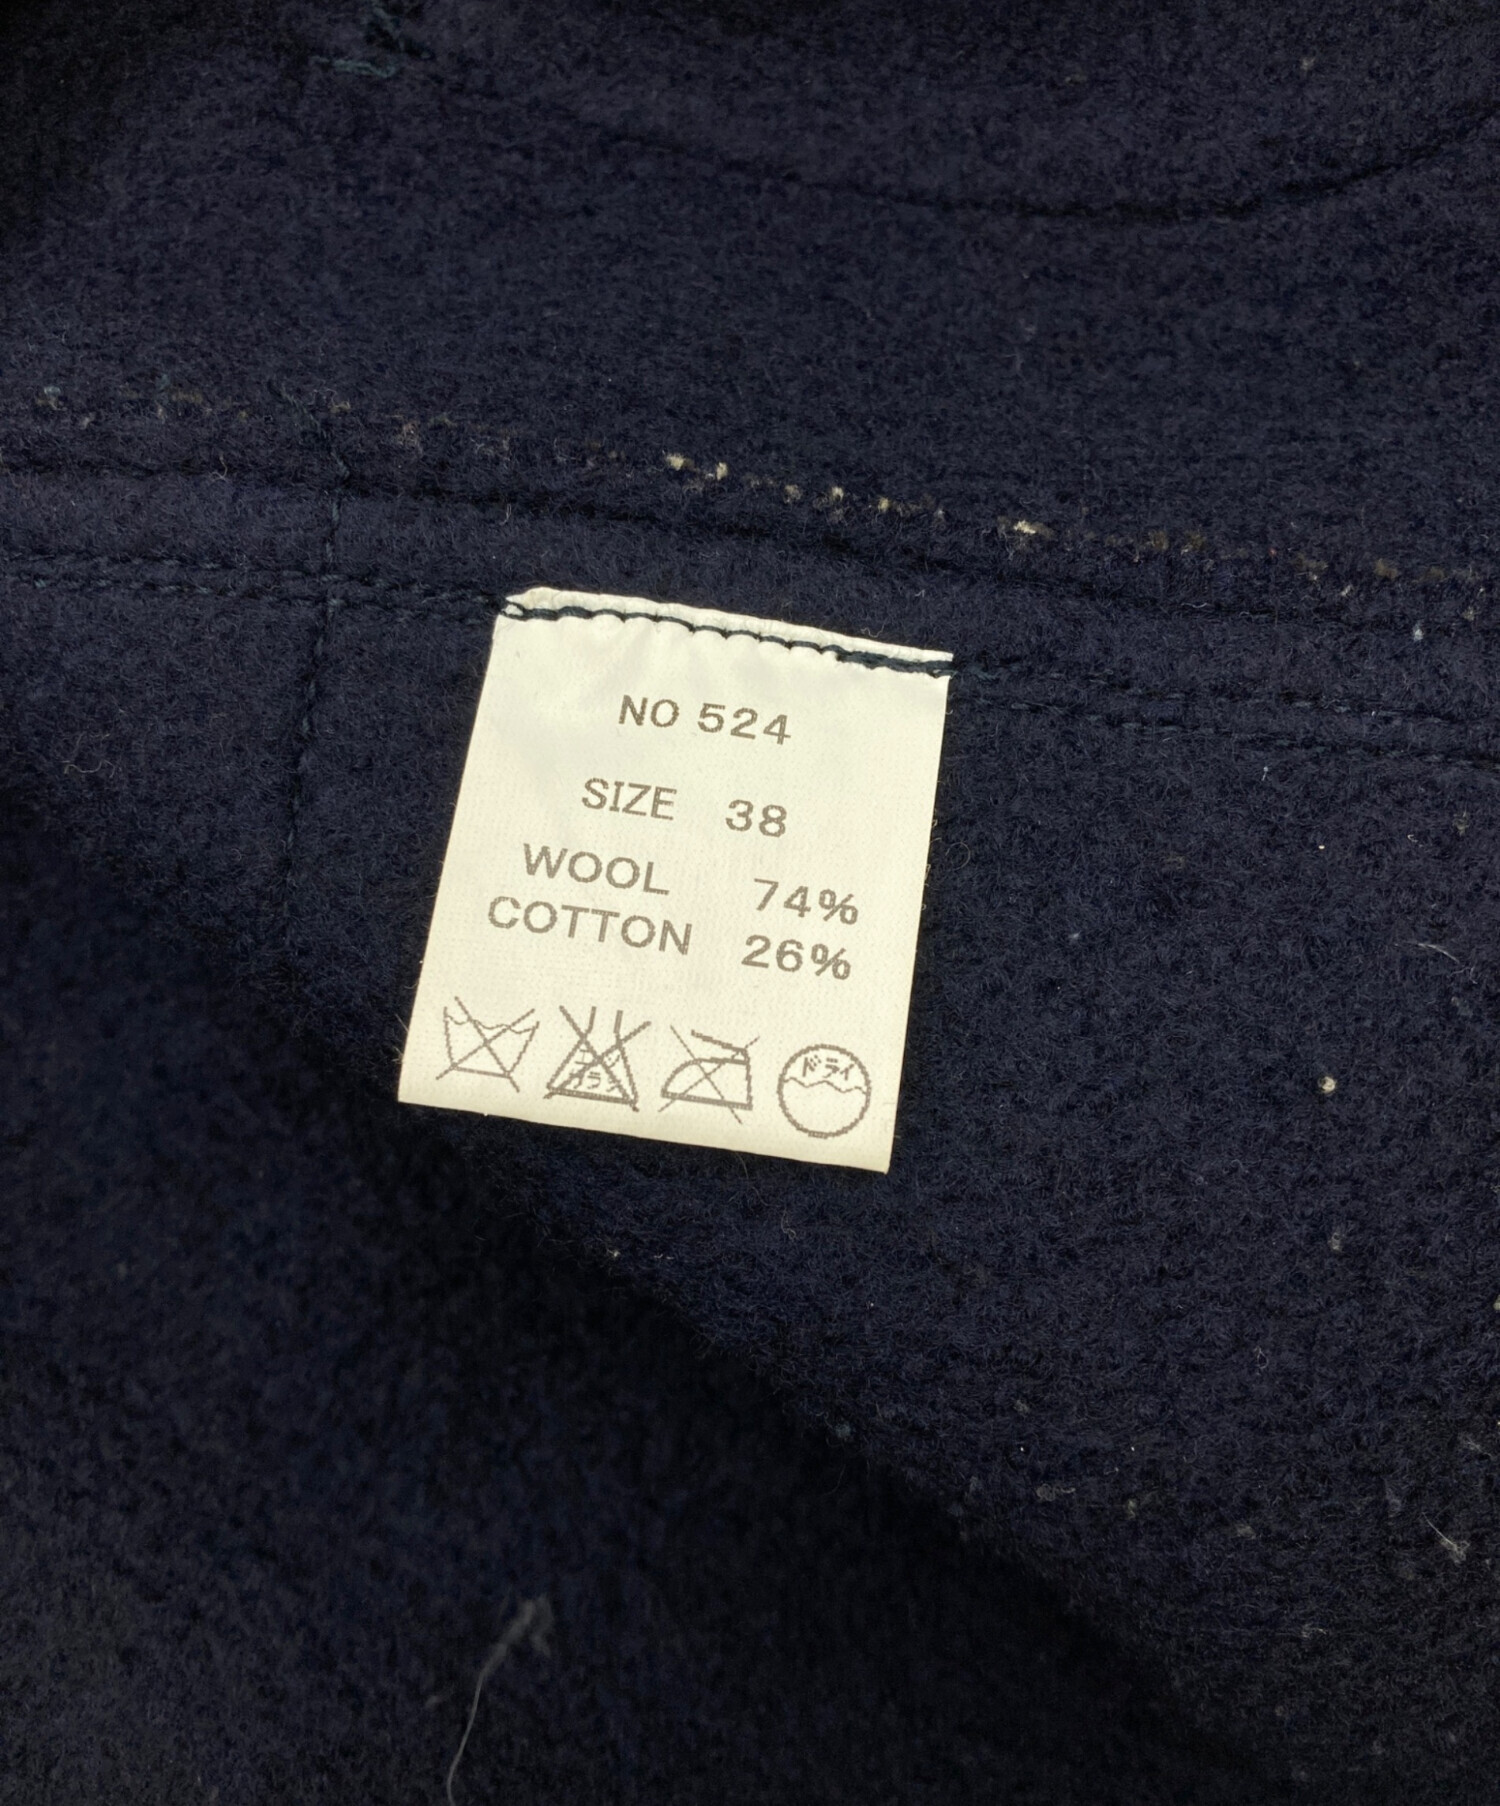 NO 524
SIZE 38
WOOL 74%
COTTON 26%
ドライ